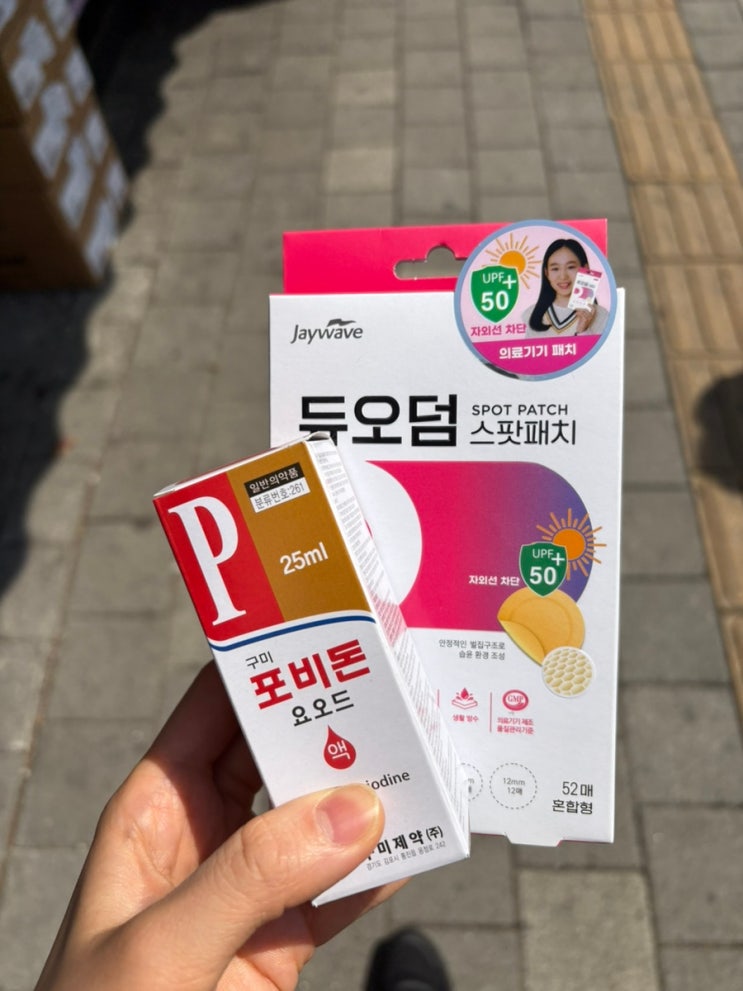 UPF+
50
자외선 차단
의료기기 패치
Jaywave
듀오덤
SPOT PATCH
스팟패치
UPF+
50
자외선 차단
안정적인 벌집구조로
습윤 환경 조성
생활 방수
GMP
의료기기 제조
품질관리기준
12mm
12매
52매
혼합형
일반의약품
분류번호:261
P
25ml
구미
포비돈
요오드
액
iodine
미제약(주)